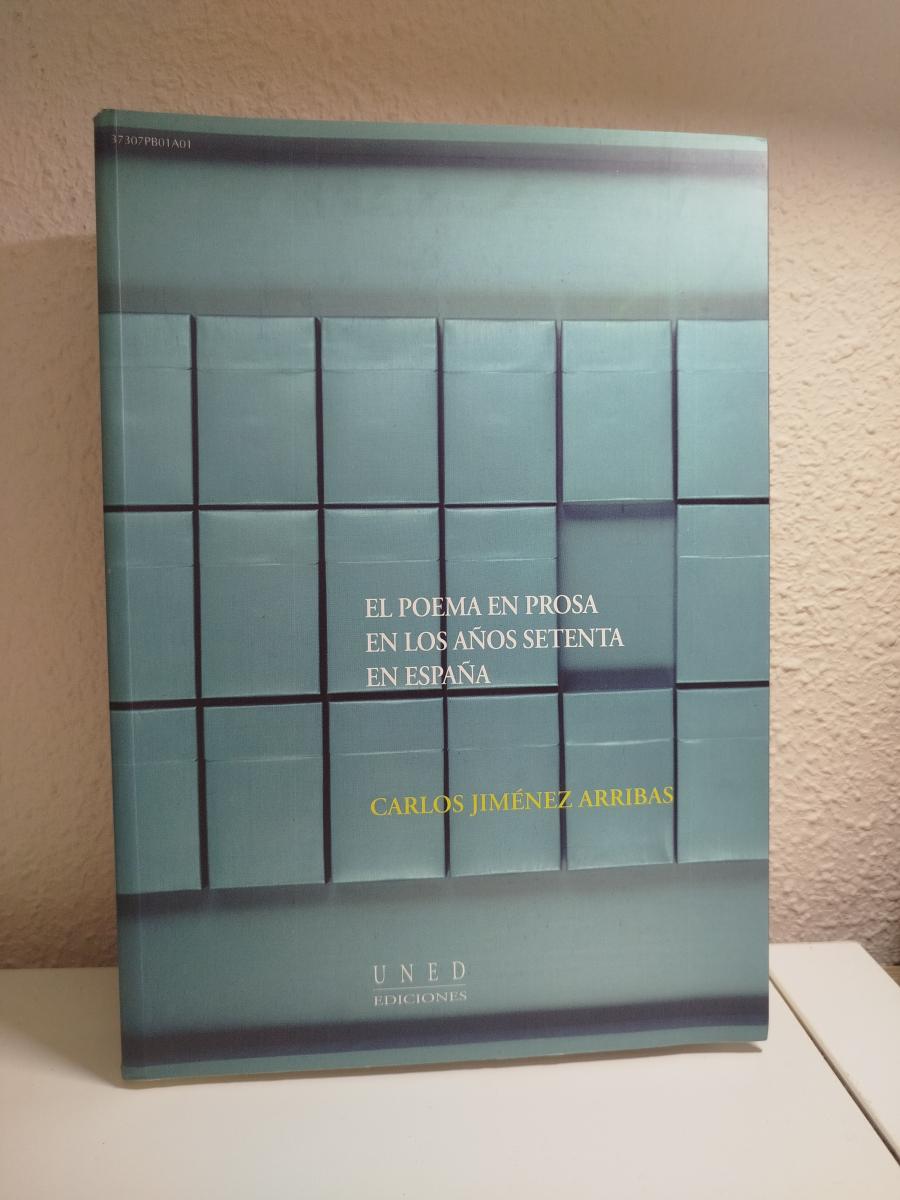 37307PB01A01
EL POEMA EN PROSA
EN LOS AÑOS SETENTA
EN ESPAÑA
CARLOS JIMÉNEZ ARRIBAS
UNED
EDICIONES